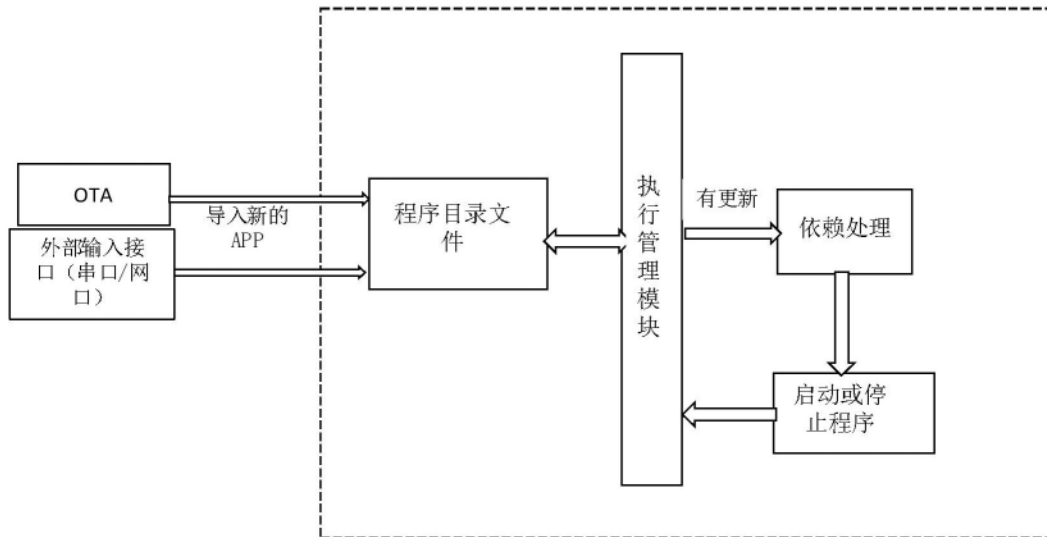 OTA
外部输入接
口（串口/网
口）
导入新的
APP
程序目录文
件
执
行
管
理
模
块
有更新
依赖处理
启动或停
止程序